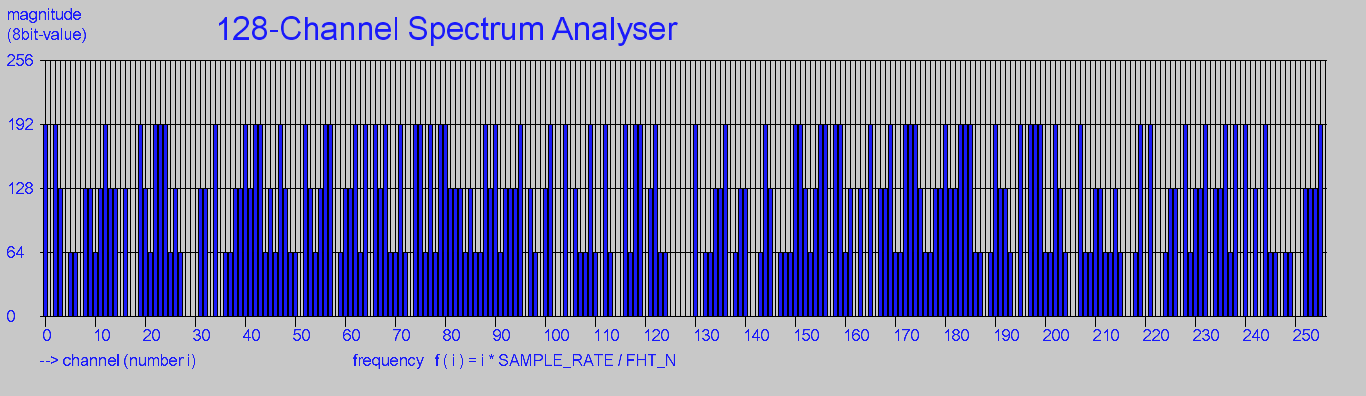 magnitude
(8bit-value)
128-Channel Spectrum Analyser
256
192
128
64
0
0 10 20 30 40 50 60 70 80 90 100 110 120 130 140 150 160 170 180 190 200 210 220 230 240 250
--> channel (number i)
frequency f ( i ) = i * SAMPLE_RATE / FHT_N